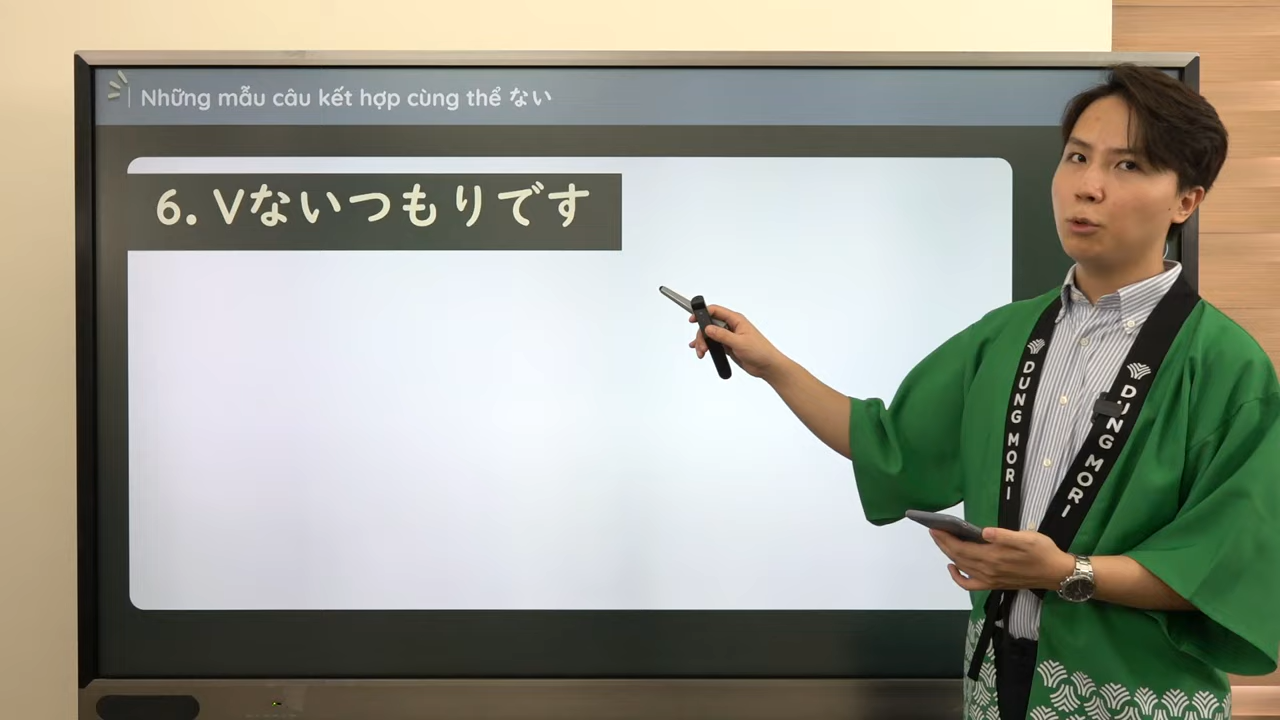 Những mẫu câu kết hợp cùng thể ない
6. Vないつもりです
DUNG MORI
DUNG MORI